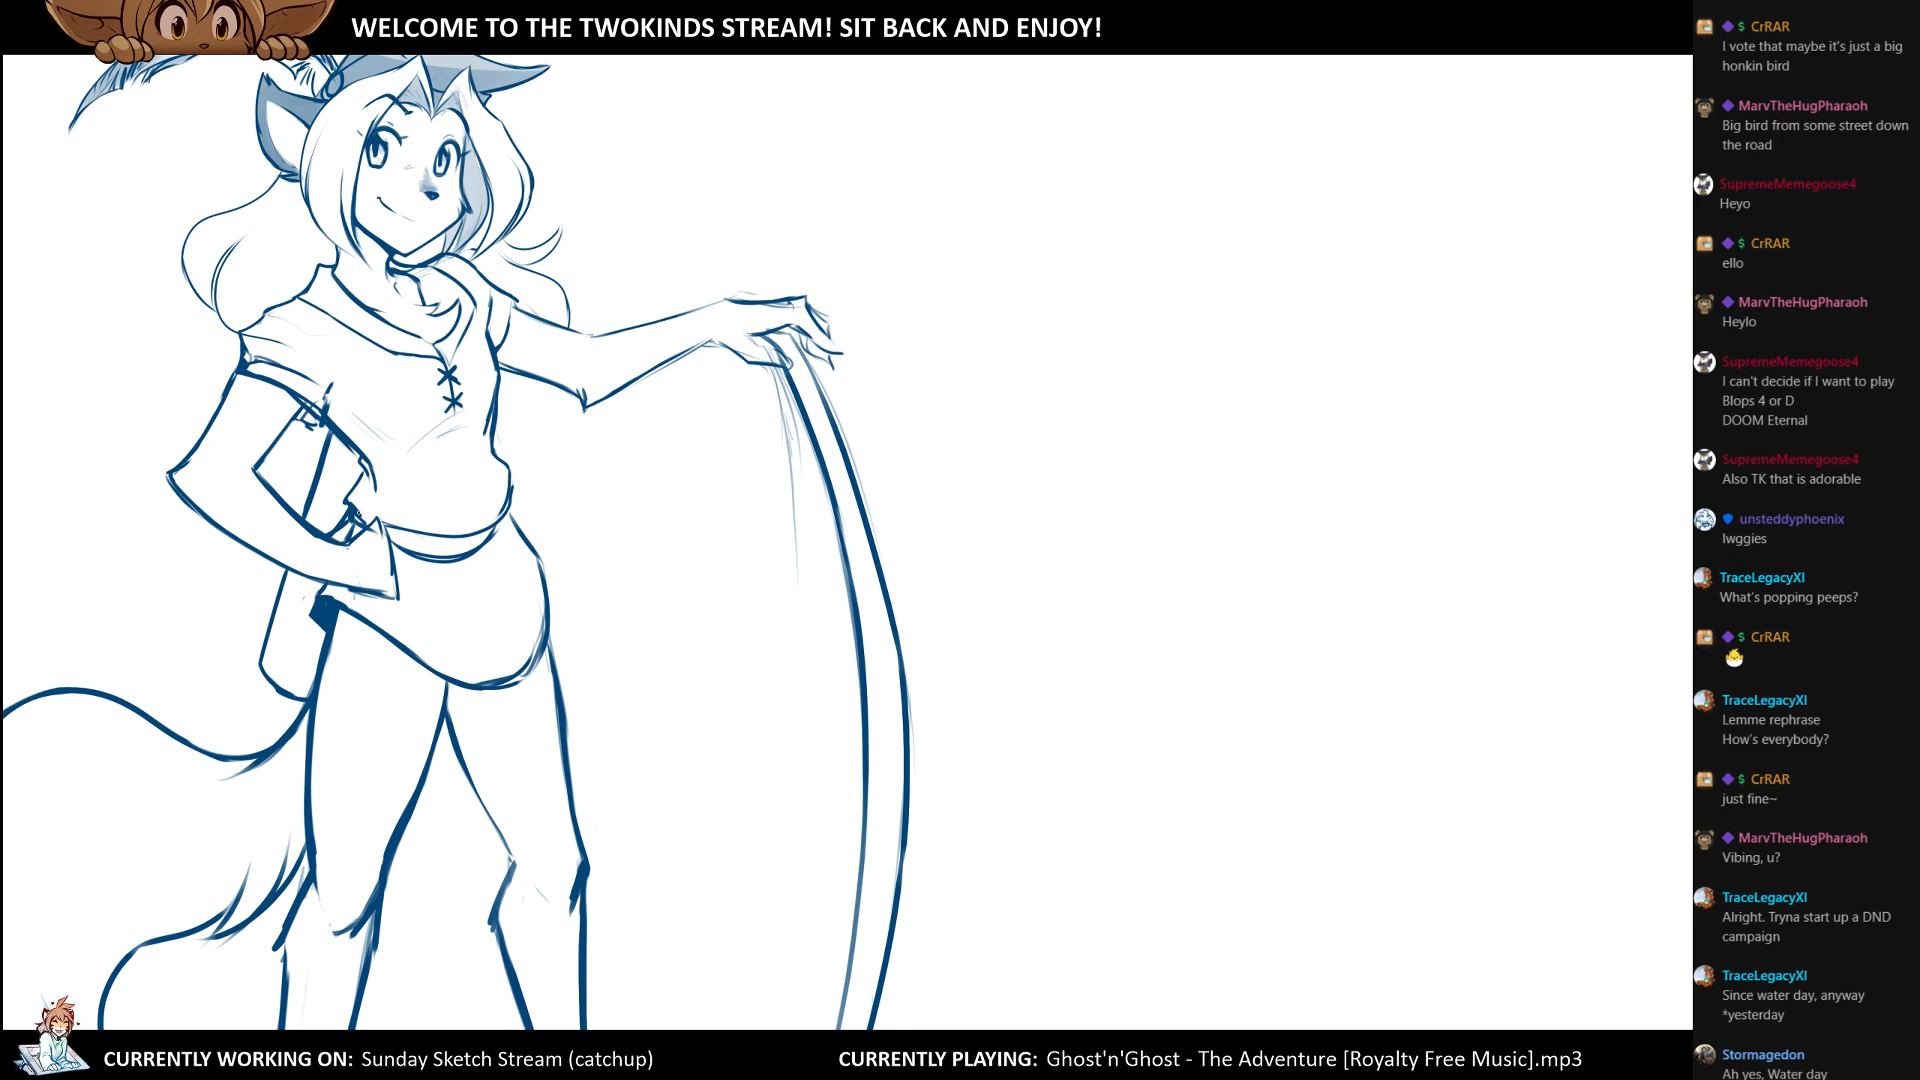 WELCOME TO THE TWOKINDS STREAM! SIT BACK AND ENJOY!
$ CrRAR
I vote that maybe it's just a big
honkin bird
MarvTheHugPharaoh
Big bird from some street down
the road
SupremeMemegoose4
Heyo
$ CrRAR
ello
MarvTheHugPharaoh
Heylo
SupremeMemegoose4
I can't decide if I want to play
Blops 4 or D
DOOM Eternal
SupremeMemegoose4
Also TK that is adorable
unsteddyphoenix
lwggies
TraceLegacyXI
What's popping peeps?
$ CrRAR
TraceLegacyXI
Lemme rephrase
How's everybody?
$ CrRAR
just fine~
MarvTheHugPharaoh
Vibing, u?
TraceLegacyXI
Alright. Tryna start up a DND
campaign
TraceLegacyXI
Since water day, anyway
*yesterday
Stormagedon
Ah yes, Water day
CURRENTLY WORKING ON: Sunday Sketch Stream (catchup)
CURRENTLY PLAYING: Ghost'n'Ghost - The Adventure [Royalty Free Music].mp3